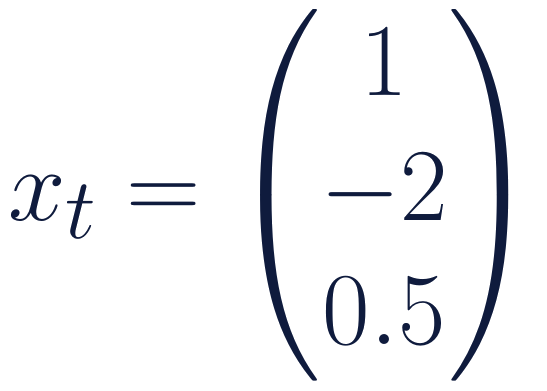 1
x_t = ( -2 )
0.5